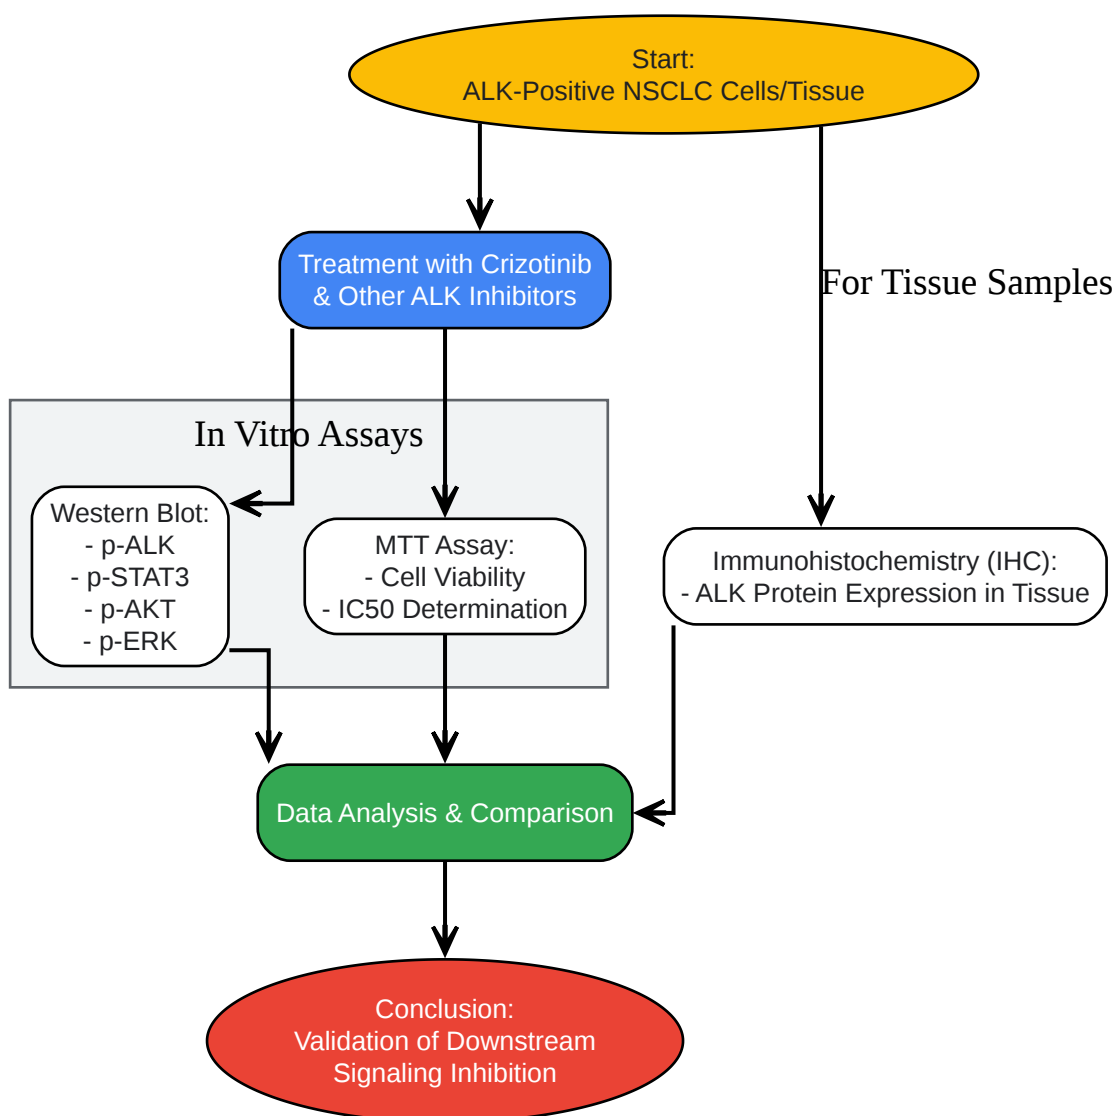 Start:
ALK-Positive NSCLC Cells/Tissue
Treatment with Crizotinib
& Other ALK Inhibitors
For Tissue Samples
In Vitro Assays
Western Blot:
- p-ALK
- p-STAT3
- p-AKT
- p-ERK
MTT Assay:
- Cell Viability
- IC50 Determination
Immunohistochemistry (IHC):
- ALK Protein Expression in Tissue
Data Analysis & Comparison
Conclusion:
Validation of Downstream
Signaling Inhibition